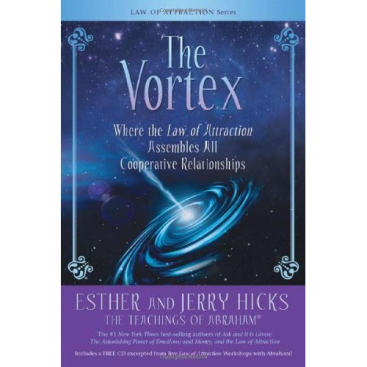 LAW OF ATTRACTION Series
The
Vortex
Where the Law of Attraction
Assembles All
Cooperative Relationships
ESTHER AND JERRY HICKS
THE TEACHINGS OF ABRAHAM®
The #1 New York Times best-selling authors of Ask and It Is Given;
The Astonishing Power of Emotions; and Money, and the Law of Attraction
Includes a FREE CD excerpted from live Law of Attraction Workshops with Abraham!